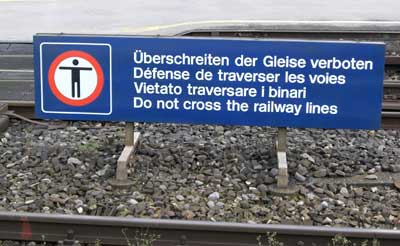 Überschreiten der Gleise verboten
Défense de traverser les voies
Vietato traversare i binari
Do not cross the railway lines